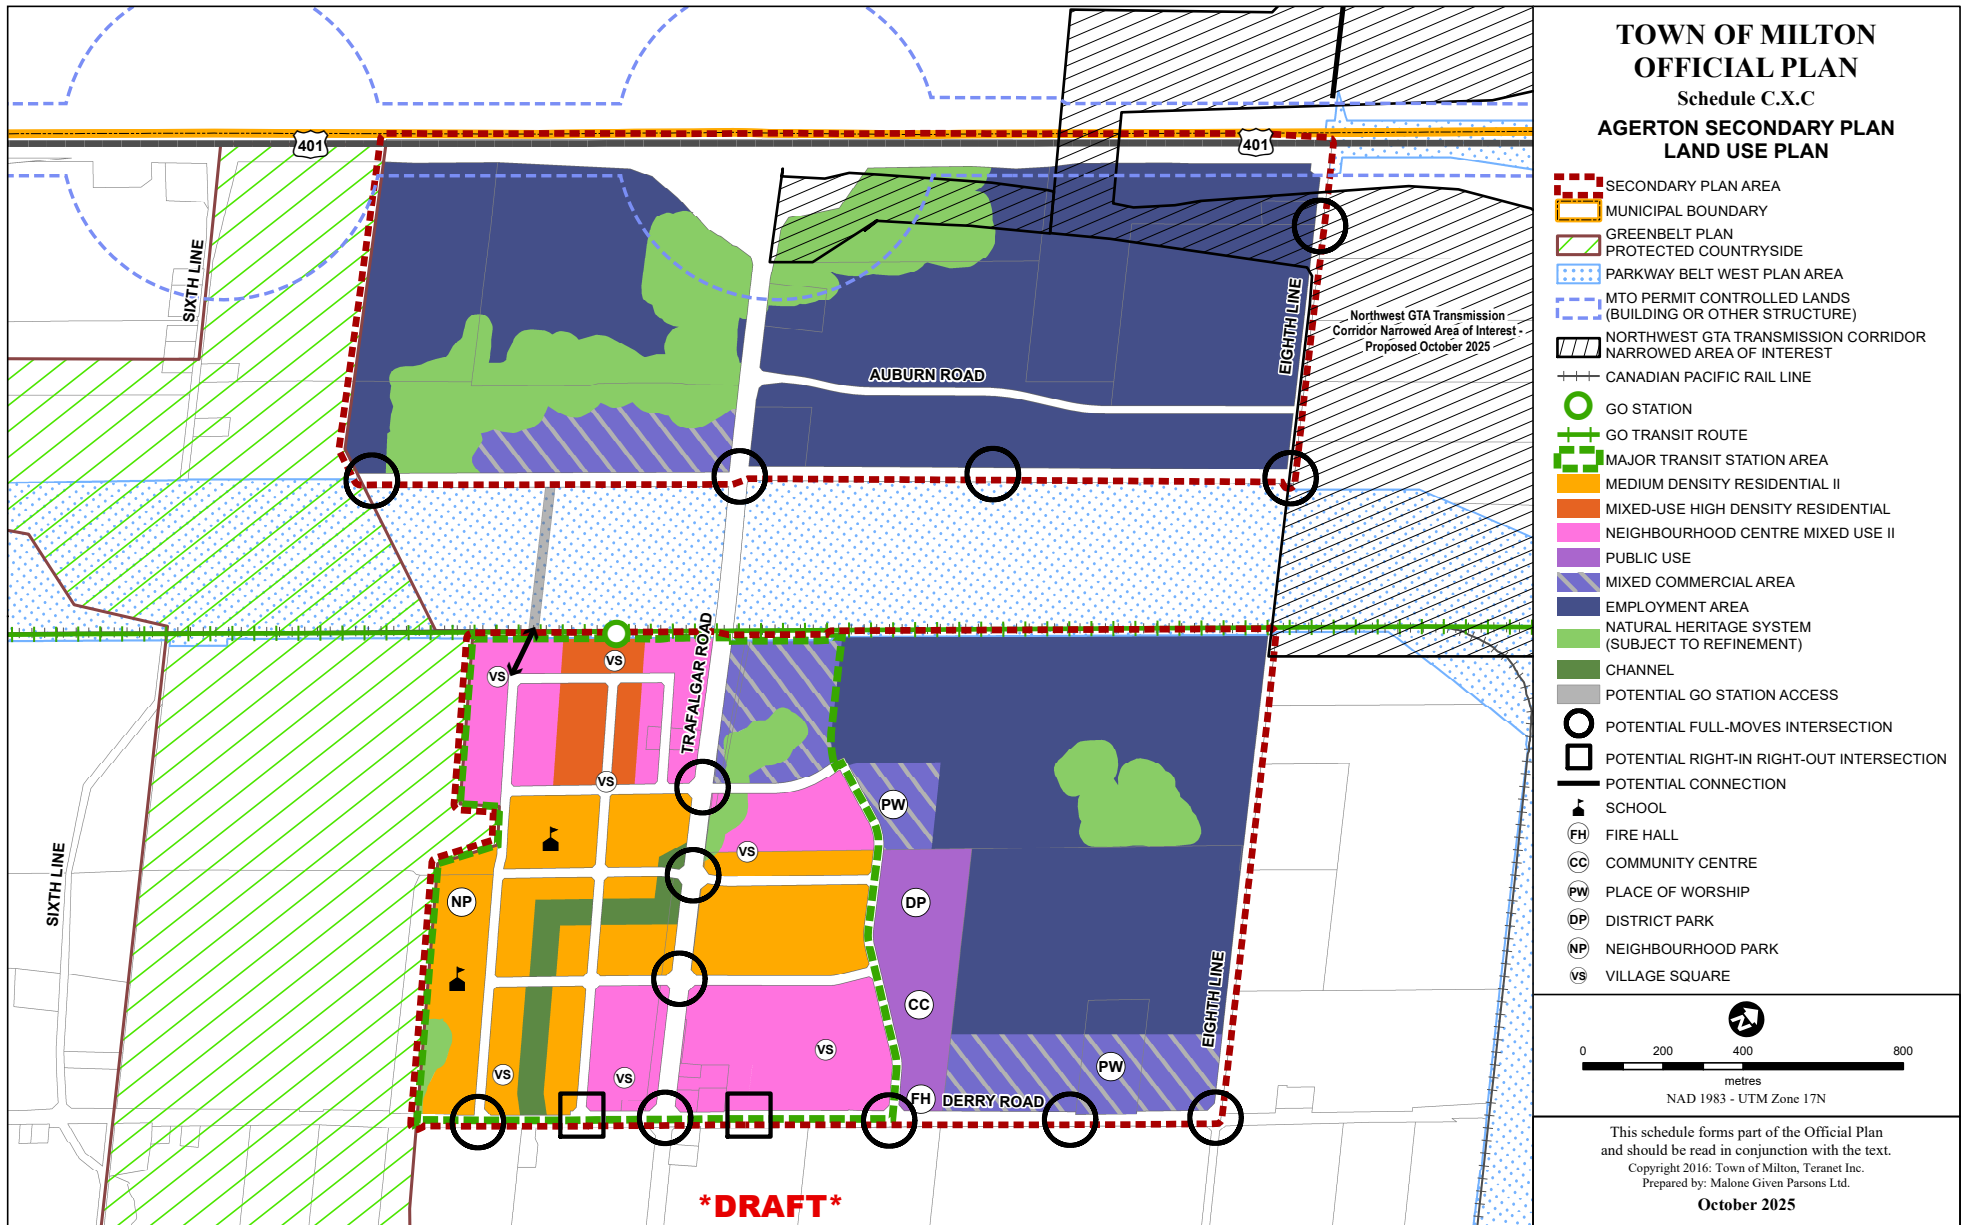 401
401
SIXTH LINE
EIGHTH LINE
Northwest GTA Transmission
Corridor Narrowed Area of Interest -
Proposed October 2025
AUBURN ROAD
TRAFALGAR ROAD
VS
VS
VS
PW
VS
SIXTH LINE
NP
DP
CC
EIGHTH LINE
VS
PW
VS
VS
FH
DERRY ROAD
*DRAFT*
TOWN OF MILTON
OFFICIAL PLAN
Schedule C.X.C
AGERTON SECONDARY PLAN
LAND USE PLAN
SECONDARY PLAN AREA
MUNICIPAL BOUNDARY
GREENBELT PLAN
PROTECTED COUNTRYSIDE
PARKWAY BELT WEST PLAN AREA
MTO PERMIT CONTROLLED LANDS
(BUILDING OR OTHER STRUCTURE)
NORTHWEST GTA TRANSMISSION CORRIDOR
NARROWED AREA OF INTEREST
CANADIAN PACIFIC RAIL LINE
GO STATION
GO TRANSIT ROUTE
MAJOR TRANSIT STATION AREA
MEDIUM DENSITY RESIDENTIAL II
MIXED-USE HIGH DENSITY RESIDENTIAL
NEIGHBOURHOOD CENTRE MIXED USE II
PUBLIC USE
MIXED COMMERCIAL AREA
EMPLOYMENT AREA
NATURAL HERITAGE SYSTEM
(SUBJECT TO REFINEMENT)
CHANNEL
POTENTIAL GO STATION ACCESS
POTENTIAL FULL-MOVES INTERSECTION
POTENTIAL RIGHT-IN RIGHT-OUT INTERSECTION
POTENTIAL CONNECTION
SCHOOL
FH FIRE HALL
CC COMMUNITY CENTRE
PW PLACE OF WORSHIP
DP DISTRICT PARK
NP NEIGHBOURHOOD PARK
VS VILLAGE SQUARE
N
0 200 400 800
metres
NAD 1983 - UTM Zone 17N
This schedule forms part of the Official Plan
and should be read in conjunction with the text.
Copyright 2016: Town of Milton, Teranet Inc.
Prepared by: Malone Given Parsons Ltd.
October 2025